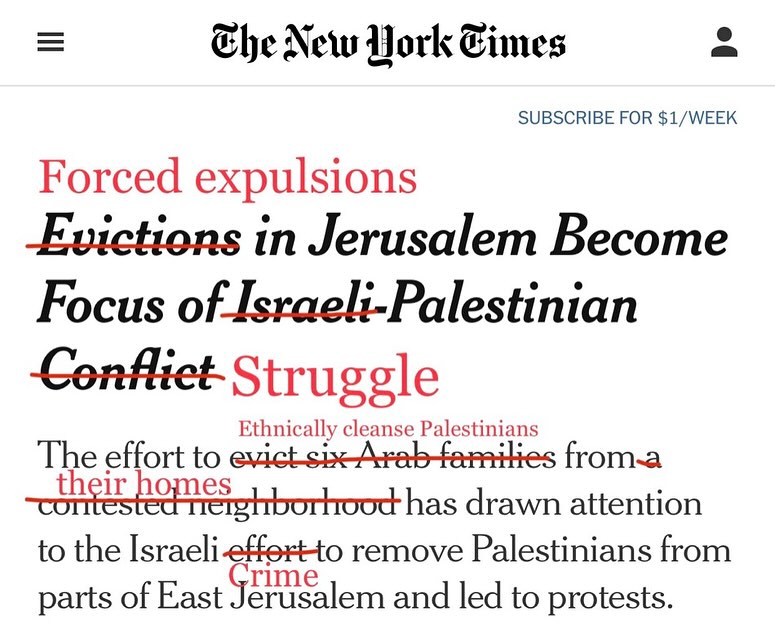 The New York Times
SUBSCRIBE FOR $1/WEEK
Forced expulsions
Evictions in Jerusalem Become
Focus of Israeli-Palestinian
Conflict Struggle
Ethnically cleanse Palestinians
The effort to evict six Arab families from a
their homes
contested neighborhood has drawn attention
to the Israeli effort to remove Palestinians from
Crime
parts of East Jerusalem and led to protests.